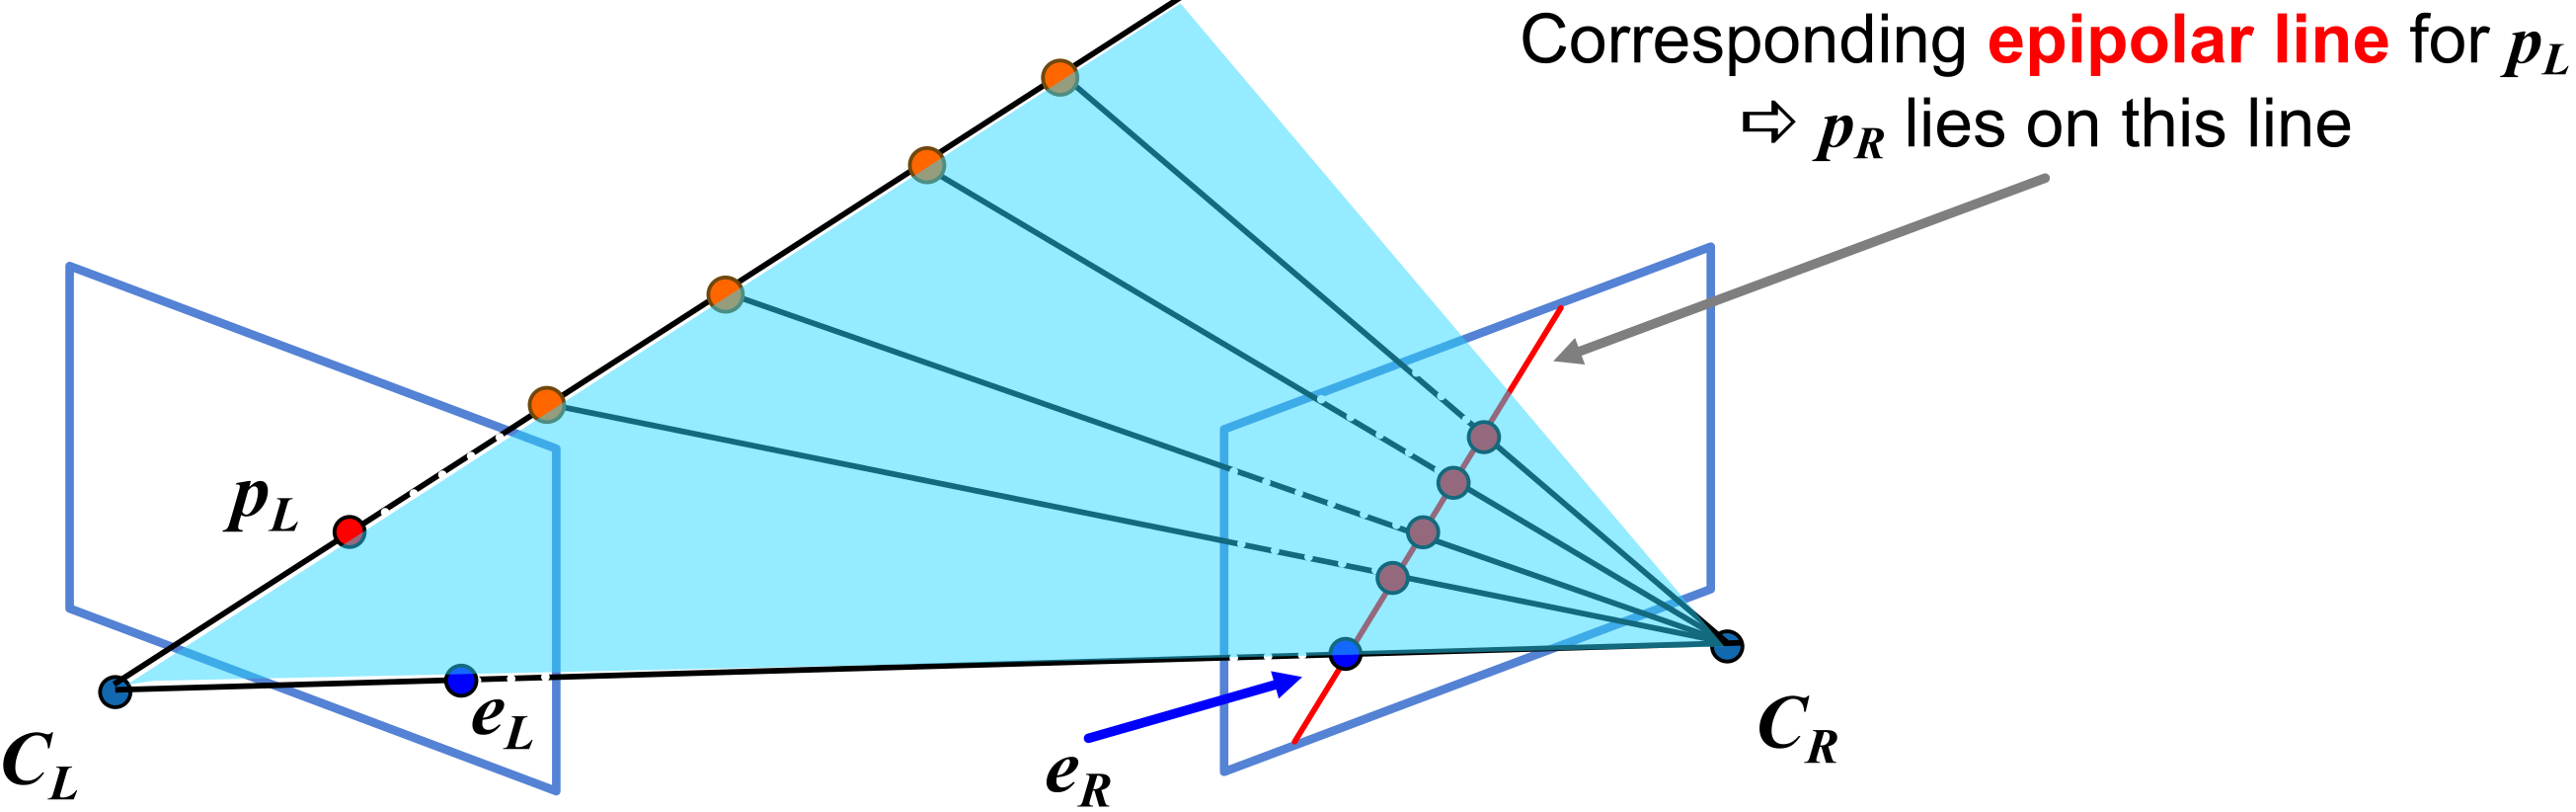 Corresponding epipolar line for p_L
⇨ p_R lies on this line
p_L
e_L
C_L
e_R
C_R